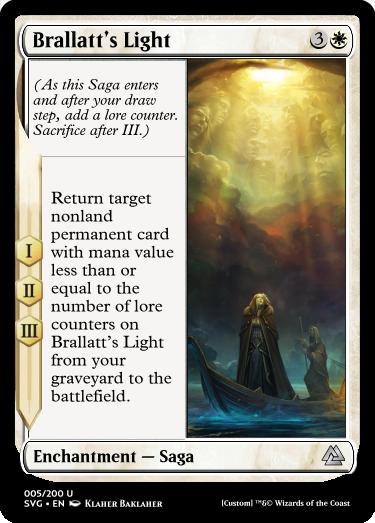 Brallatt's Light
3
(As this Saga enters
and after your draw
step, add a lore counter.
Sacrifice after III.)
I
II
III
Return target
nonland
permanent card
with mana value
less than or
equal to the
number of lore
counters on
Brallatt's Light
from your
graveyard to the
battlefield.
Enchantment — Saga
005/200 U
SVG • EN KLAHER BAKLAHER
[Custom] ™&© Wizards of the Coast